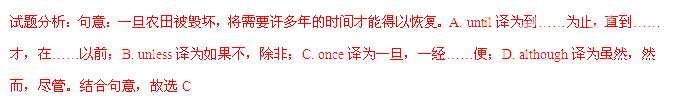 试题分析：句意：一旦农田被毁坏，将需要许多年的时间才能得以恢复。A. until 译为到……为止，直到……
才，在……以前；B. unless 译为如果不，除非；C. once 译为一旦，一经……便；D. although 译为虽然，然
而，尽管。结合句意，故选 C